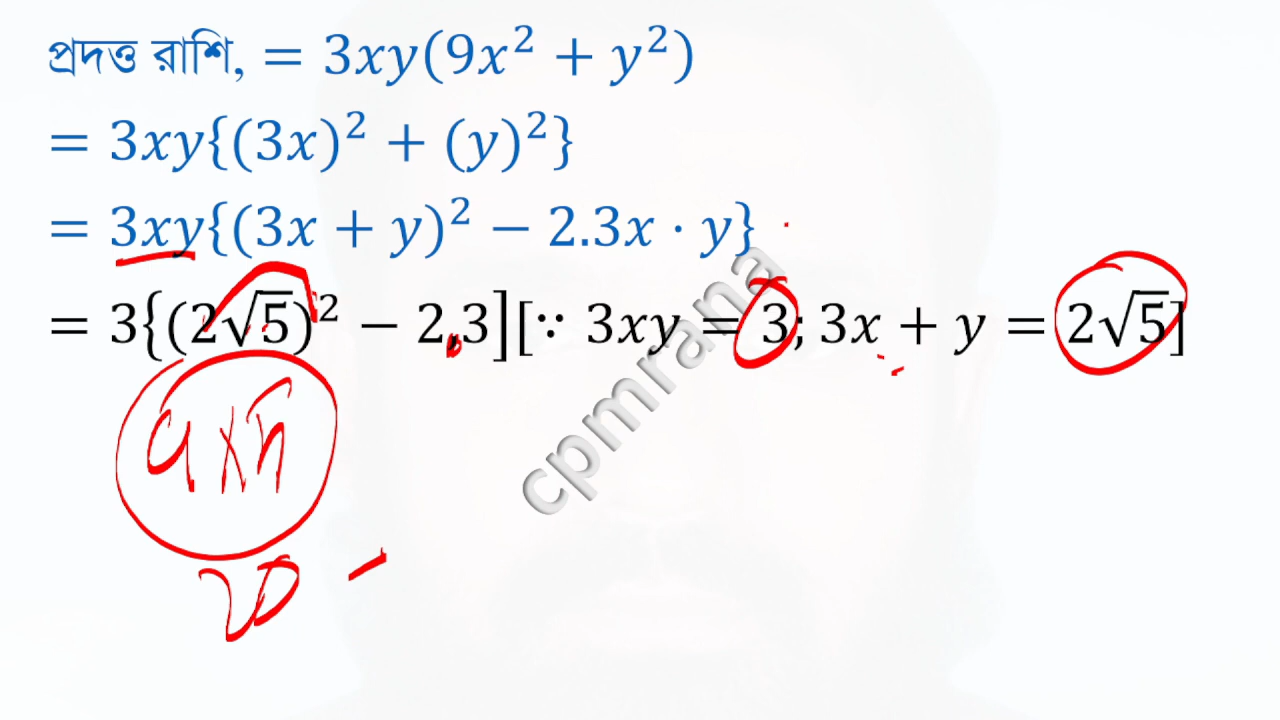 প্রদত্ত রাশি, = 3xy(9x² + y²)
= 3xy{(3x)² + (y)²}
= 3xy{(3x + y)² − 2.3x · y}
= 3{(2√5)² − 2.3][∵ 3xy = 3; 3x + y = 2√5]
cpmrana
20 −